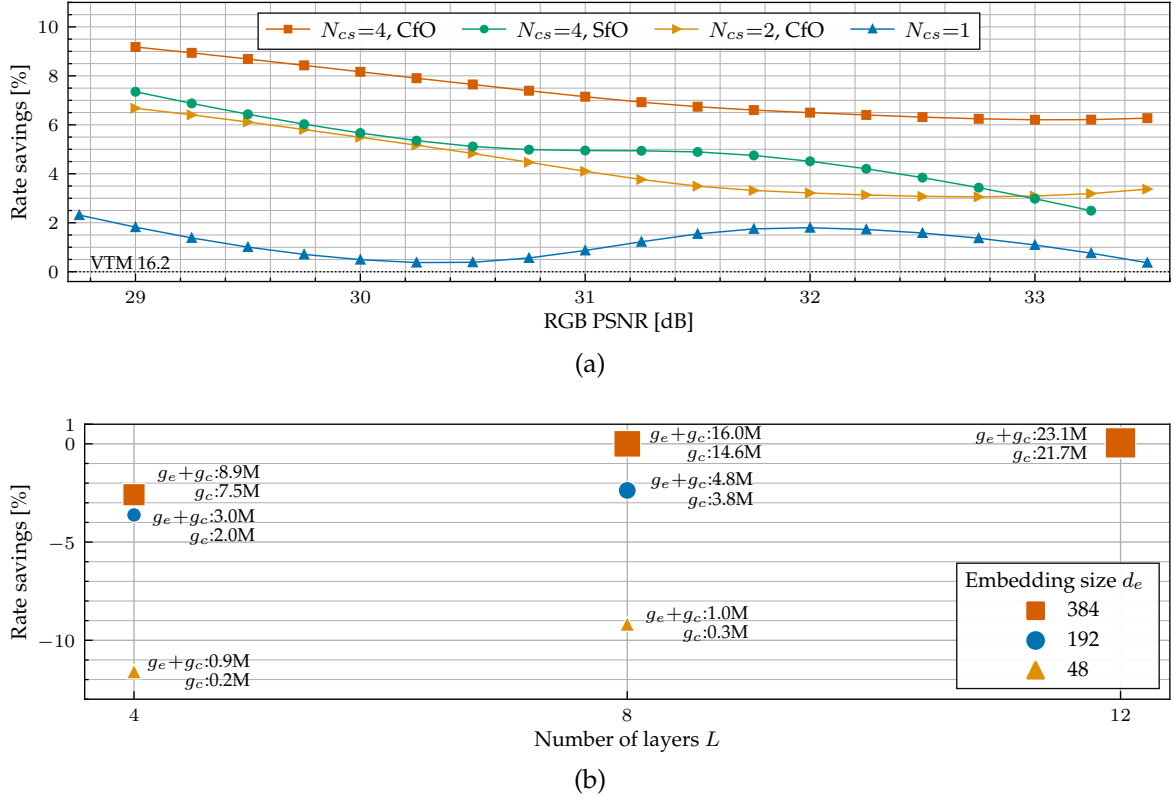 N_cs=4, CfO N_cs=4, SfO N_cs=2, CfO N_cs=1
Rate savings [%]
10
8
6
4
2
0
VTM 16.2
29 30 31 32 33
RGB PSNR [dB]
(a)
Rate savings [%]
1
0
−5
−10
g_e+g_c:8.9M
g_c:7.5M
g_e+g_c:3.0M
g_c:2.0M
g_e+g_c:0.9M
g_c:0.2M
g_e+g_c:16.0M
g_c:14.6M
g_e+g_c:4.8M
g_c:3.8M
g_e+g_c:1.0M
g_c:0.3M
g_e+g_c:23.1M
g_c:21.7M
Embedding size d_e
384
192
48
4 8 12
Number of layers L
(b)